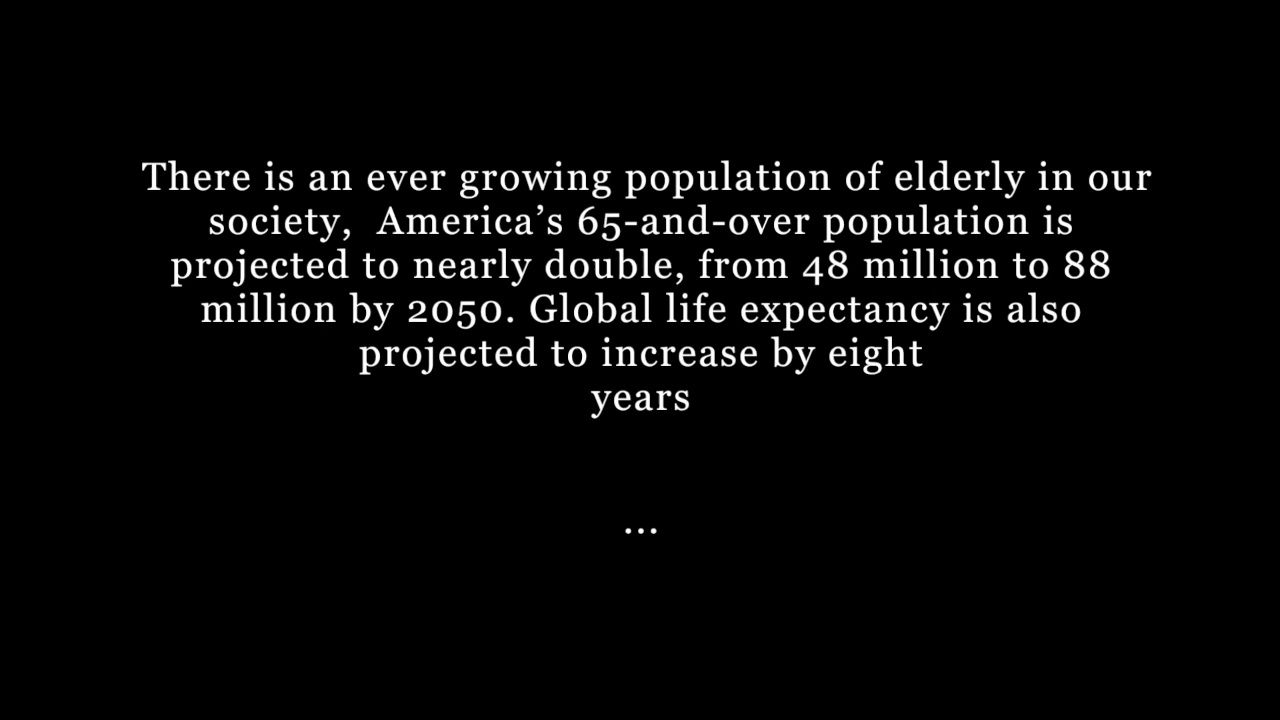 There is an ever growing population of elderly in our
society,  America’s 65-and-over population is
projected to nearly double, from 48 million to 88
million by 2050. Global life expectancy is also
projected to increase by eight
years
...